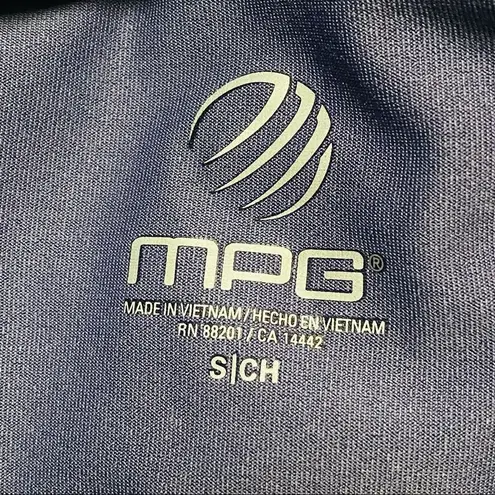 MPG®
MADE IN VIETNAM / HECHO EN VIETNAM
RN 88201 / CA 14442
S|CH